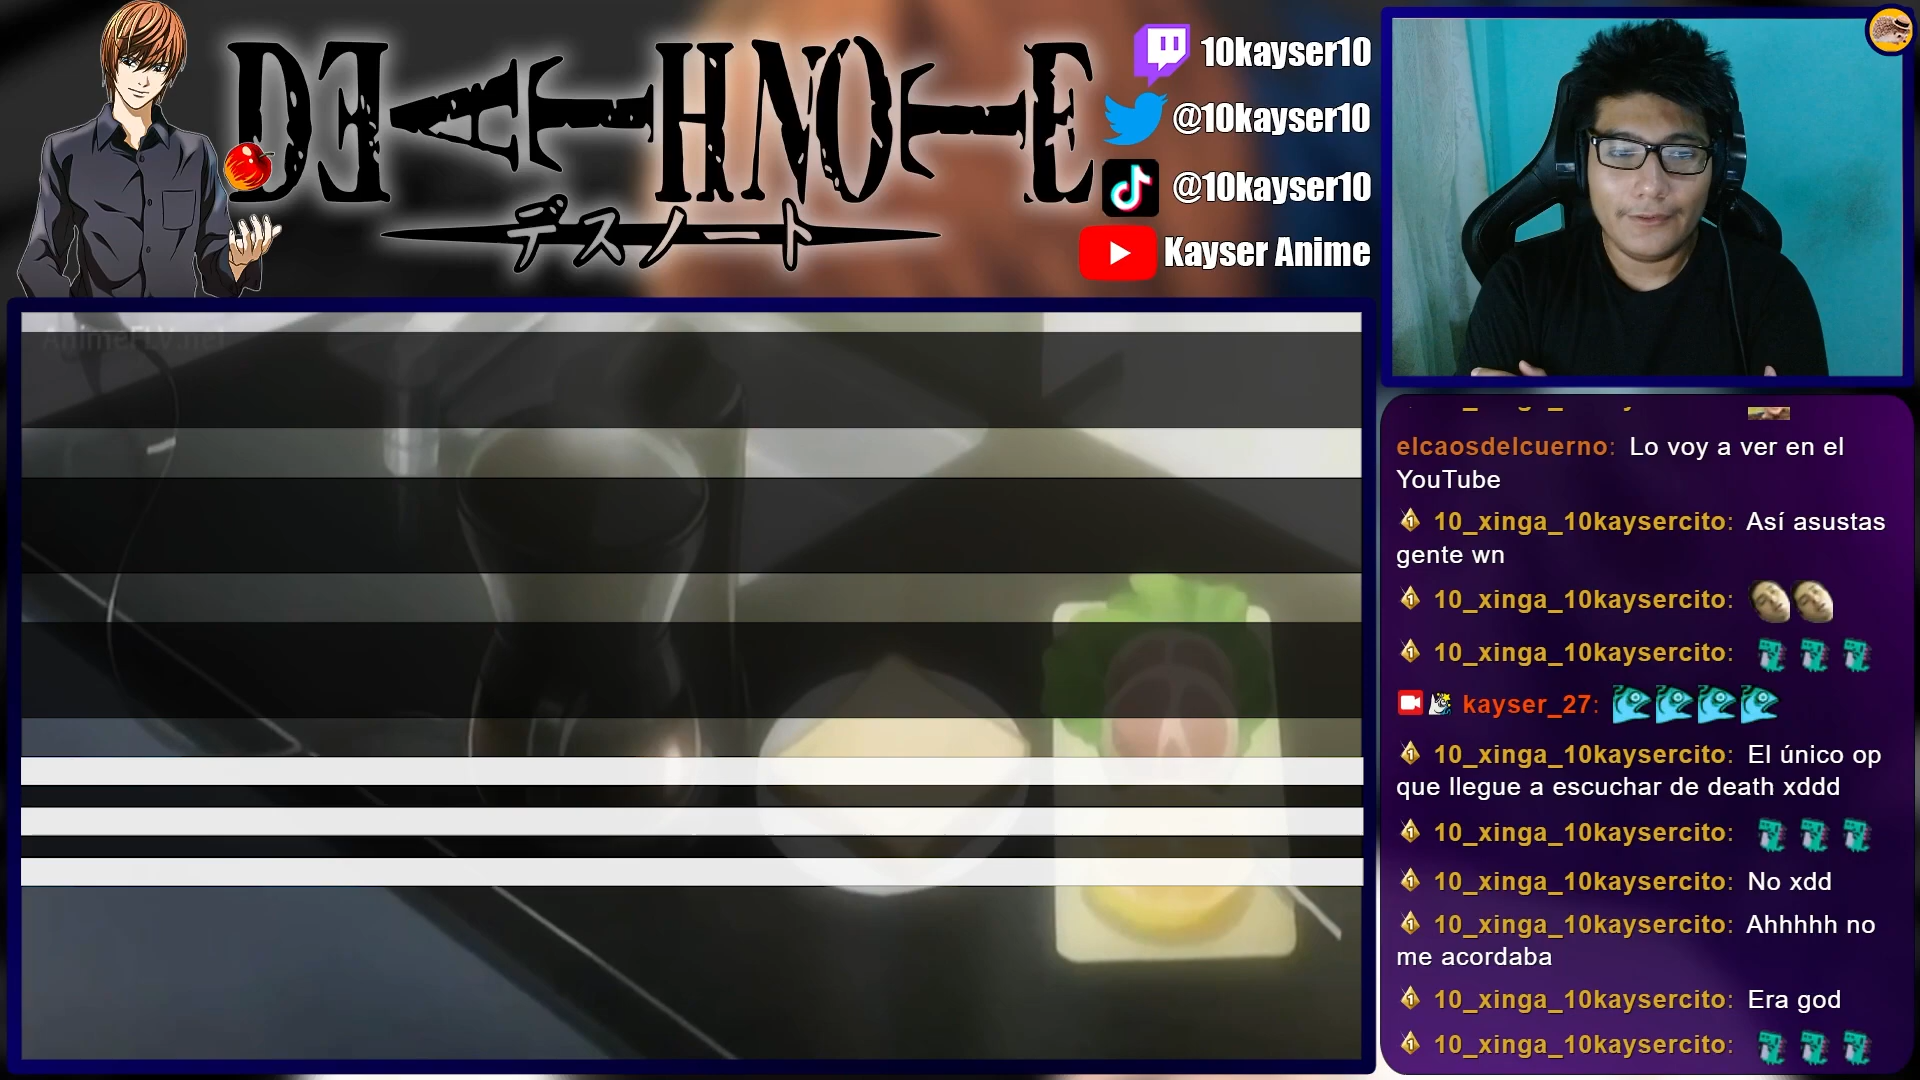 DEATH NOTE
デスノート
10kayser10
@10kayser10
@10kayser10
Kayser Anime
AnimeFLV.net
elcaosdelcuerno: Lo voy a ver en el
YouTube
10_xinga_10kaysercito: Así asustas
gente wn
10_xinga_10kaysercito:
10_xinga_10kaysercito:
kayser_27:
10_xinga_10kaysercito: El único op
que llegue a escuchar de death xddd
10_xinga_10kaysercito:
10_xinga_10kaysercito: No xdd
10_xinga_10kaysercito: Ahhhhh no
me acordaba
10_xinga_10kaysercito: Era god
10_xinga_10kaysercito: